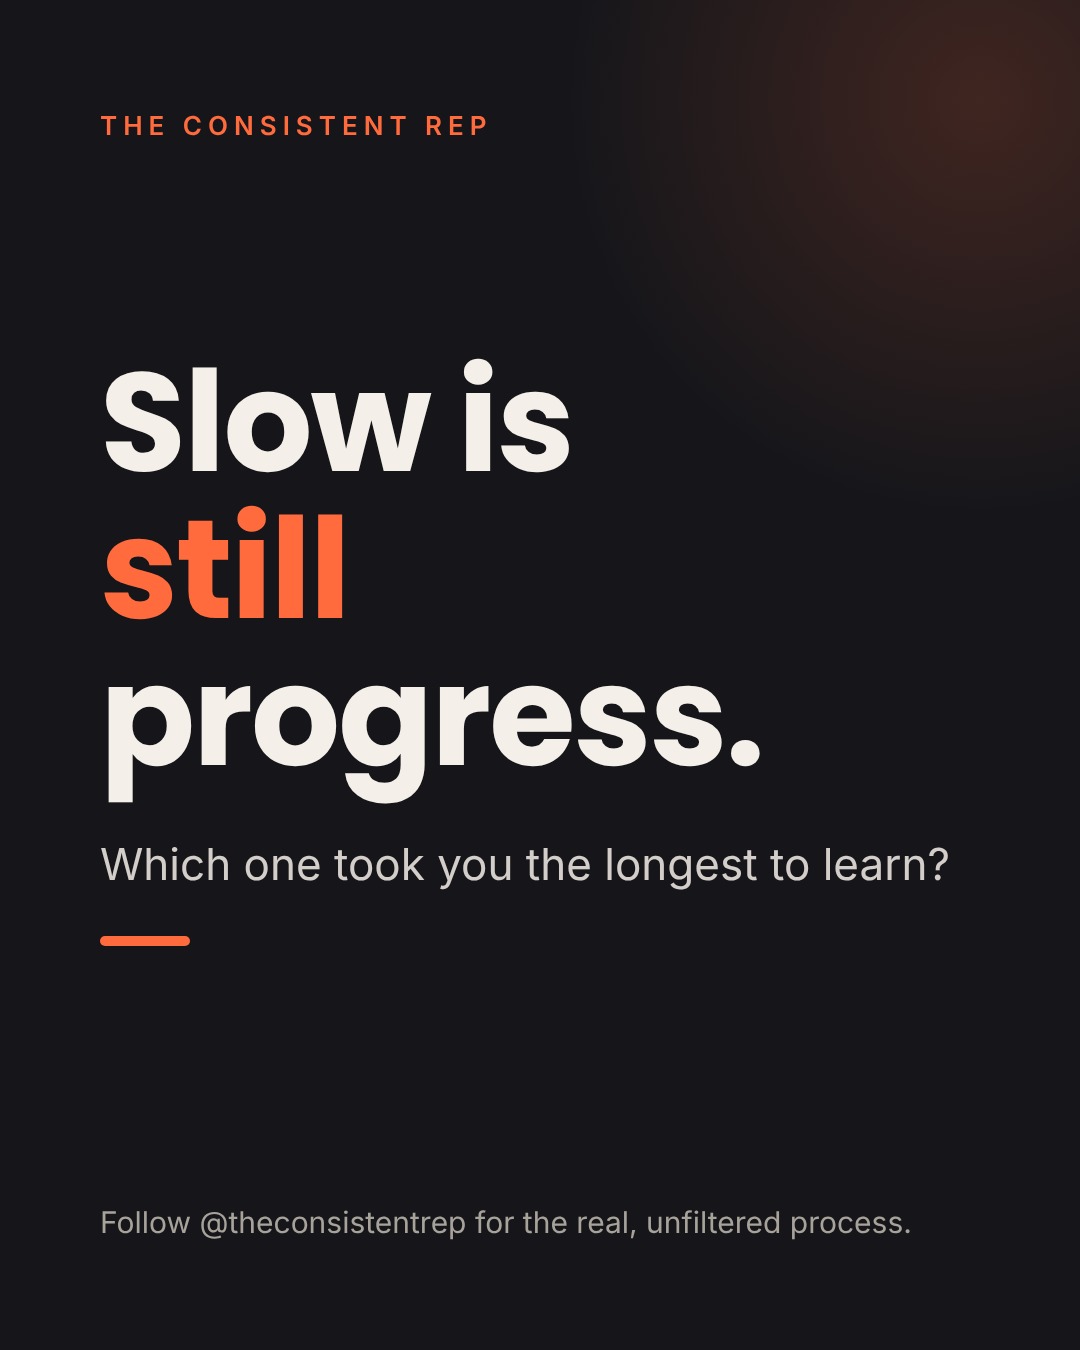 THE CONSISTENT REP
Slow is
still
progress.
Which one took you the longest to learn?
Follow @theconsistentrep for the real, unfiltered process.